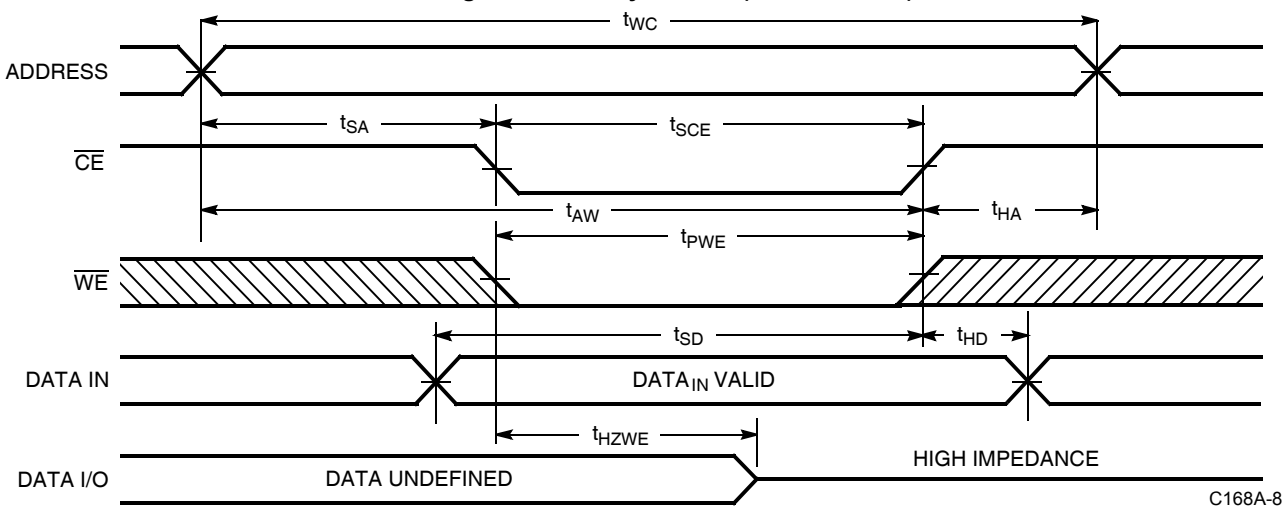 tWC
ADDRESS
tSA
tSCE
CE
tAW
tHA
tPWE
WE
tSD
tHD
DATA IN
DATAIN VALID
tHZWE
DATA I/O
DATA UNDEFINED
HIGH IMPEDANCE
C168A-8